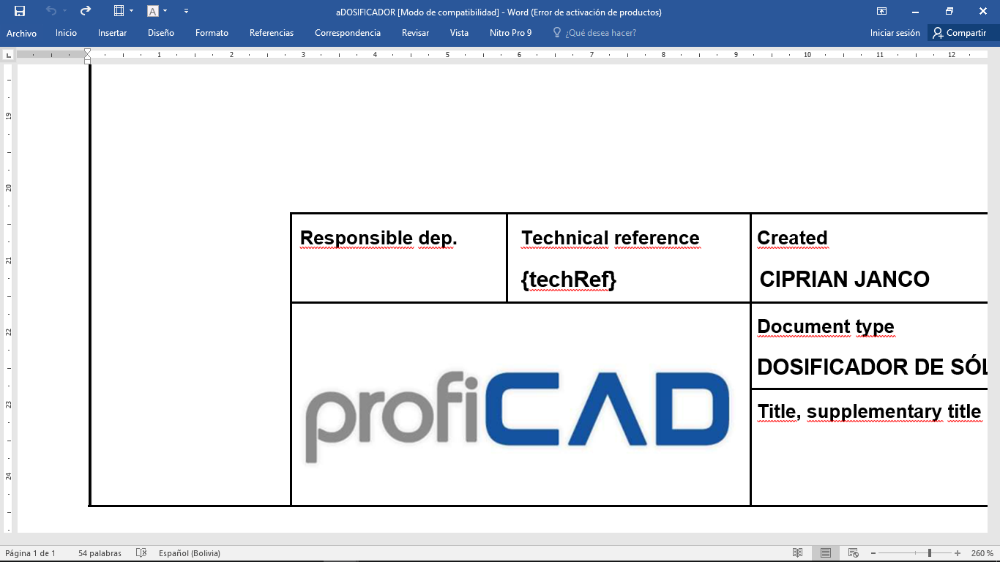 aDOSIFICADOR [Modo de compatibilidad] - Word (Error de activación de productos)
Archivo Inicio Insertar Diseño Formato Referencias Correspondencia Revisar Vista Nitro Pro 9 ¿Qué desea hacer? Iniciar sesión Compartir
1 2 3 4 5 6 7 8 9 10 11 12
19
20
21
22
23
24
Responsible dep. Technical reference Created
{techRef} CIPRIAN JANCO
Document type
DOSIFICADOR DE SÓL
profiCAD
Title, supplementary title
Página 1 de 1 54 palabras Español (Bolivia) 260 %